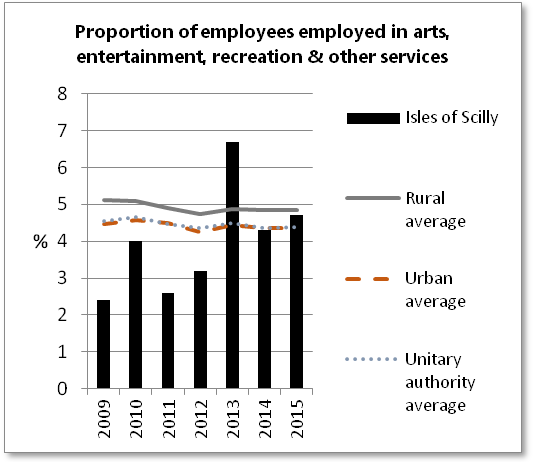 Proportion of employees employed in arts,
entertainment, recreation & other services
8
7
6
5
4
3
2
1
0
%
2009
2010
2011
2012
2013
2014
2015
Isles of Scilly
Rural
average
Urban
average
Unitary
authority
average